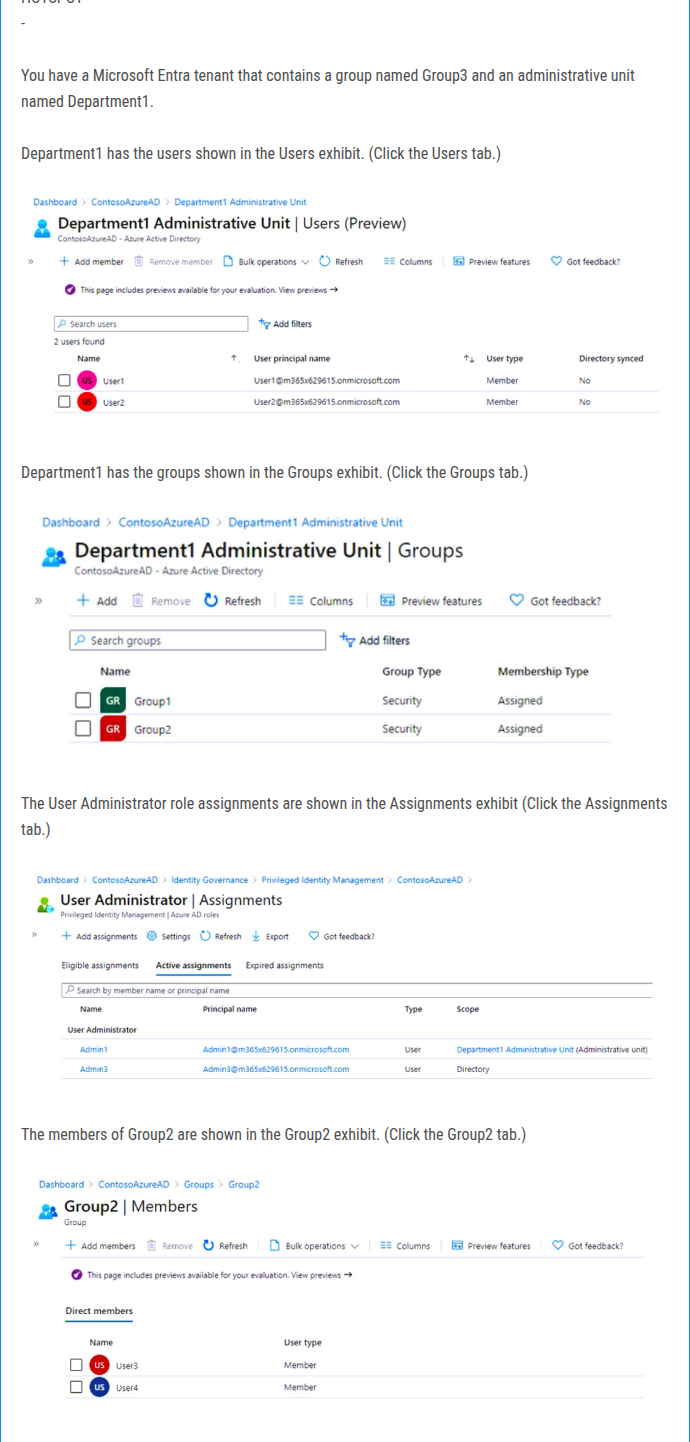 HOTSPOT
-
You have a Microsoft Entra tenant that contains a group named Group3 and an administrative unit
named Department1.
Department1 has the users shown in the Users exhibit. (Click the Users tab.)
Dashboard > ContosoAzureAD > Department1 Administrative Unit
Department1 Administrative Unit | Users (Preview)
ContosoAzureAD - Azure Active Directory
» + Add member Remove member Bulk operations Refresh Columns Preview features Got feedback?
This page includes previews available for your evaluation. View previews →
Search users Add filters
2 users found
Name ↑ User principal name ↑↓ User type Directory synced
US User1 User1@m365x629615.onmicrosoft.com Member No
US User2 User2@m365x629615.onmicrosoft.com Member No
Department1 has the groups shown in the Groups exhibit. (Click the Groups tab.)
Dashboard > ContosoAzureAD > Department1 Administrative Unit
Department1 Administrative Unit | Groups
ContosoAzureAD - Azure Active Directory
» + Add Remove Refresh Columns Preview features Got feedback?
Search groups Add filters
Name Group Type Membership Type
GR Group1 Security Assigned
GR Group2 Security Assigned
The User Administrator role assignments are shown in the Assignments exhibit (Click the Assignments
tab.)
Dashboard > ContosoAzureAD > Identity Governance > Privileged Identity Management > ContosoAzureAD >
User Administrator | Assignments
Privileged Identity Management | Azure AD roles
» + Add assignments Settings Refresh Export Got feedback?
Eligible assignments Active assignments Expired assignments
Search by member name or principal name
Name Principal name Type Scope
User Administrator
Admin1 Admin1@m365x629615.onmicrosoft.com User Department1 Administrative Unit (Administrative unit)
Admin3 Admin3@m365x629615.onmicrosoft.com User Directory
The members of Group2 are shown in the Group2 exhibit. (Click the Group2 tab.)
Dashboard > ContosoAzureAD > Groups > Group2
Group2 | Members
Group
» + Add members Remove Refresh Bulk operations Columns Preview features Got feedback?
This page includes previews available for your evaluation. View previews →
Direct members
Name User type
US User3 Member
US User4 Member